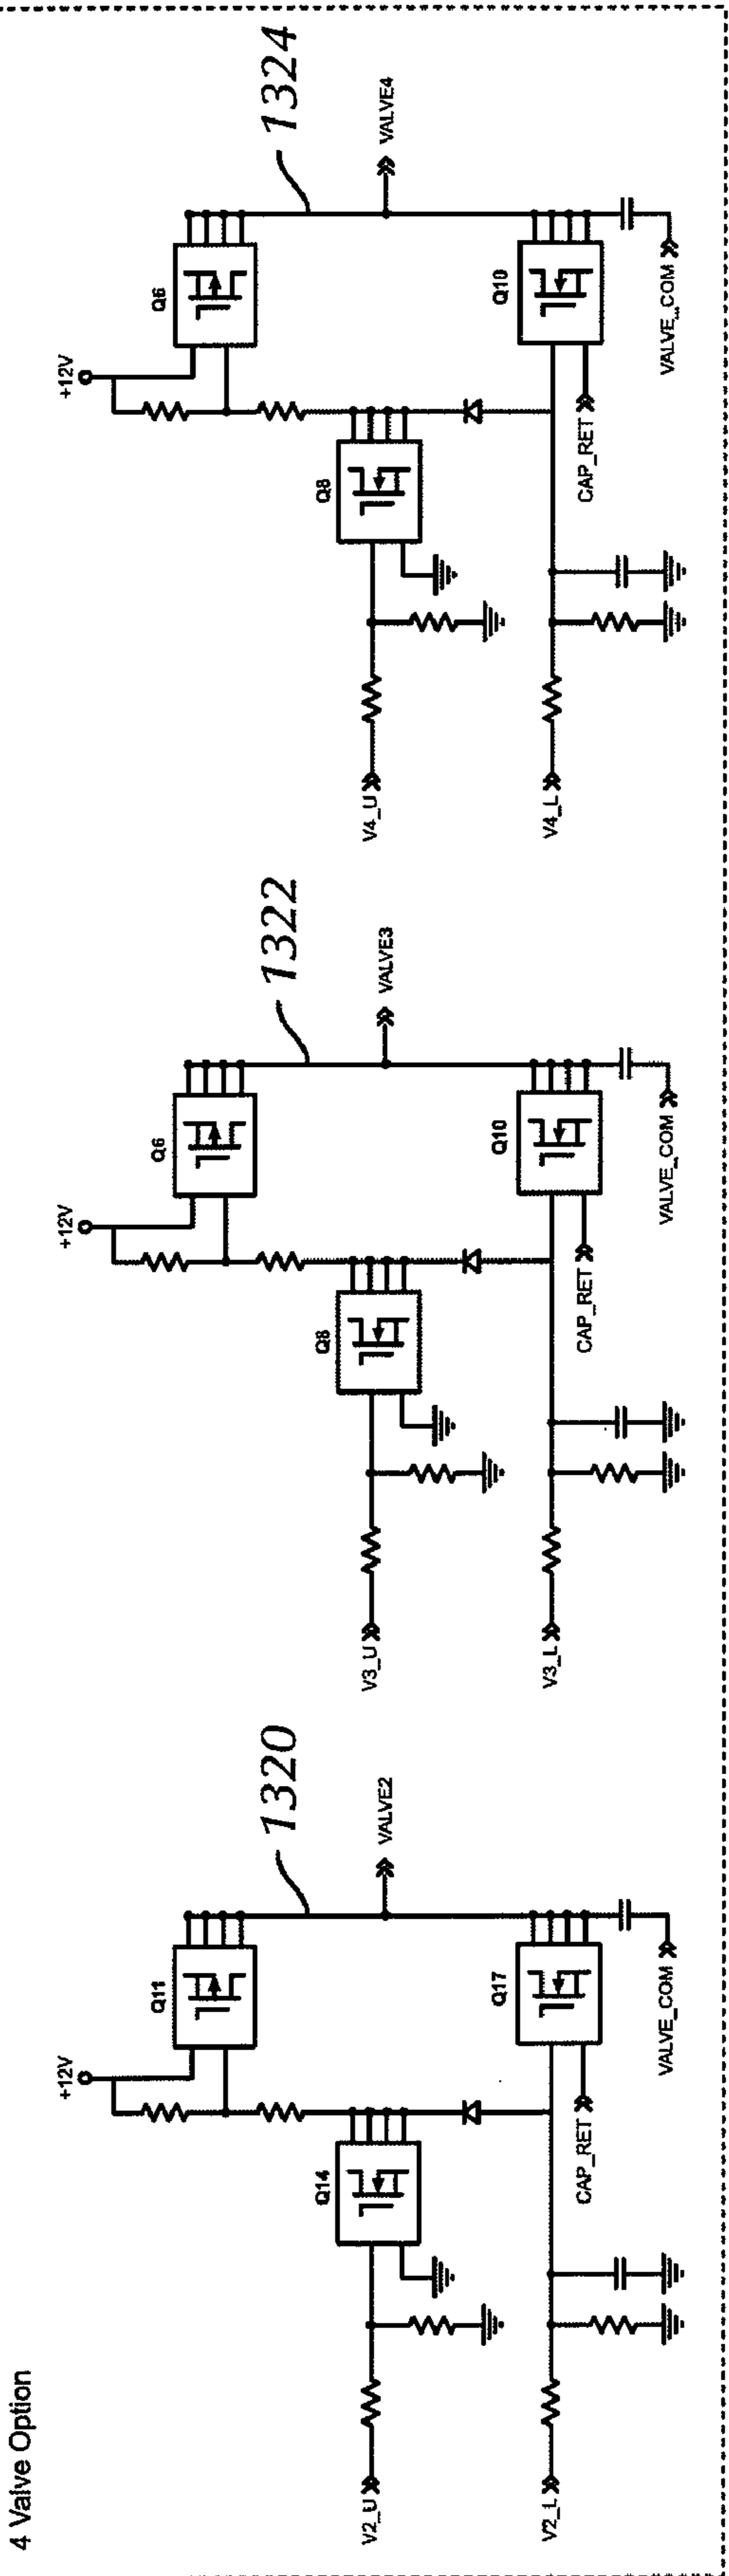 4 Valve Option
+12V
Q11
1320
Q14
V2_U
VALVE2
Q17
V2_L
CAP_RET
VALVE_COM
+12V
Q6
1322
Q8
V3_U
VALVE3
Q10
V3_L
CAP_RET
VALVE_COM
+12V
Q6
1324
Q8
V4_U
VALVE4
Q10
V4_L
CAP_RET
VALVE_COM